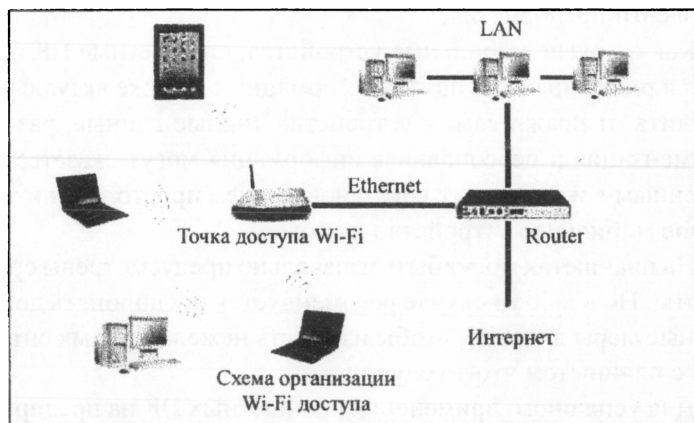 LAN
Ethernet
Точка доступа Wi-Fi
Router
Интернет
Схема организации
Wi-Fi доступа